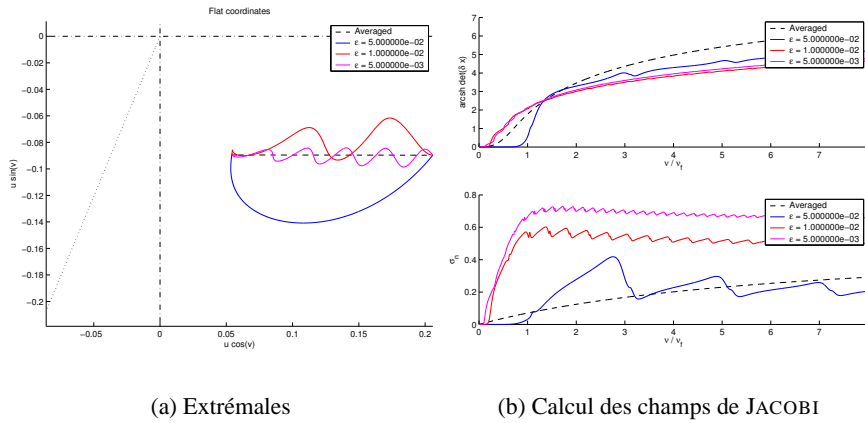 Flat coordinates
Averaged
ε = 5.000000e−02
ε = 1.000000e−02
ε = 5.000000e−03
0
−0.02
−0.04
−0.06
−0.08
−0.1
−0.12
−0.14
−0.16
−0.18
−0.2
u sin(v)
−0.05 0 0.05 0.1 0.15 0.2
u cos(v)
(a) Extrémales
7
6
5
4
3
2
1
0
arcsh det(δ x)
Averaged
ε = 5.000000e−02
ε = 1.000000e−02
ε = 5.000000e−03
0 1 2 3 4 5 6 7
ν / νf
0.8
0.6
0.4
0.2
0
σn
Averaged
ε = 5.000000e−02
ε = 1.000000e−02
ε = 5.000000e−03
0 1 2 3 4 5 6 7
ν / νf
(b) Calcul des champs de JACOBI